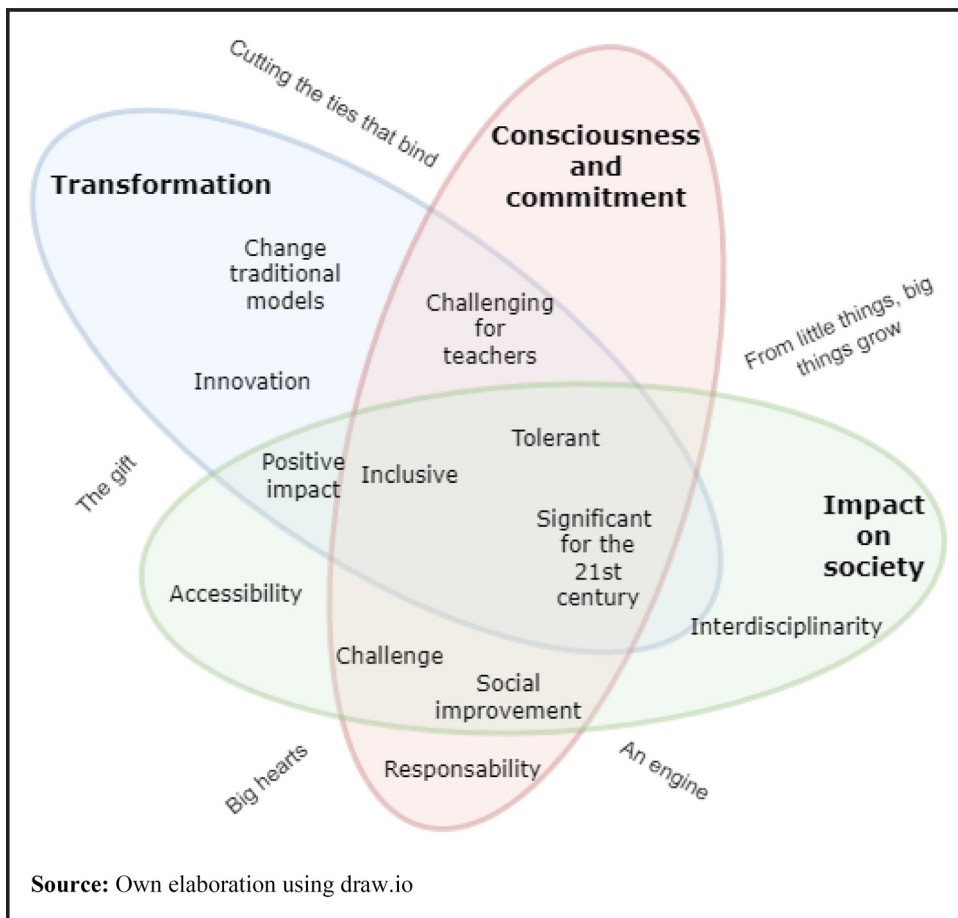 Cutting the ties that bind
Consciousness
and
commitment
Transformation
Change
traditional
models
Challenging
for
teachers
From little things, big
things grow
Innovation
Tolerant
Positive
impact
Inclusive
The gift
Significant
for the
21st
century
Impact
on
society
Accessibility
Interdisciplinarity
Challenge
Social
improvement
Responsability
Big hearts
An engine
Source: Own elaboration using draw.io